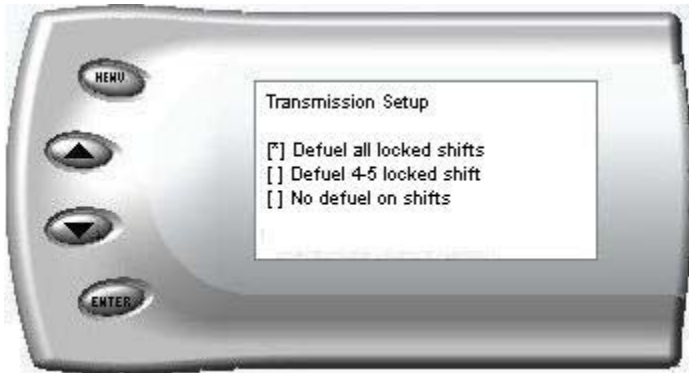 MENU
Transmission Setup
[*] Defuel all locked shifts
[ ] Defuel 4-5 locked shift
[ ] No defuel on shifts
ENTER